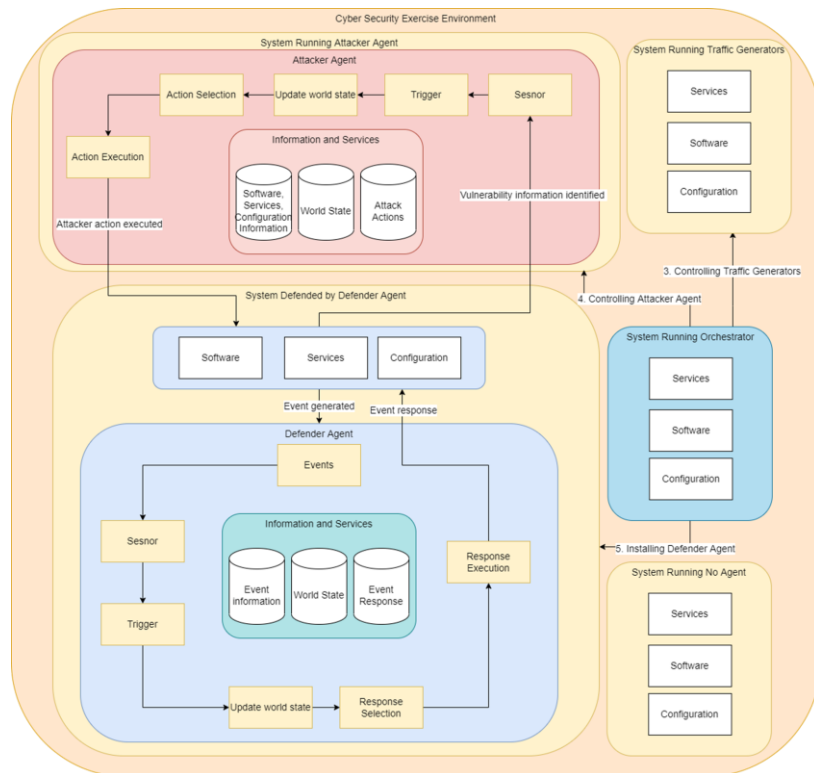 Cyber Security Exercise Environment
System Running Attacker Agent
Attacker Agent
Action Selection
Update world state
Trigger
Sesnor
Action Execution
Information and Services
Software,
Services,
Configuration
Information
World State
Attack
Actions
Vulnerability information identified
Attacker action executed
System Running Traffic Generators
Services
Software
Configuration
3. Controlling Traffic Generators
4. Controlling Attacker Agent
System Defended by Defender Agent
Software
Services
Configuration
Event generated
Event response
Defender Agent
Events
Sesnor
Trigger
Information and Services
Event
information
World State
Event
Response
Response
Execution
Update world state
Response
Selection
System Running Orchestrator
Services
Software
Configuration
5. Installing Defender Agent
System Running No Agent
Services
Software
Configuration